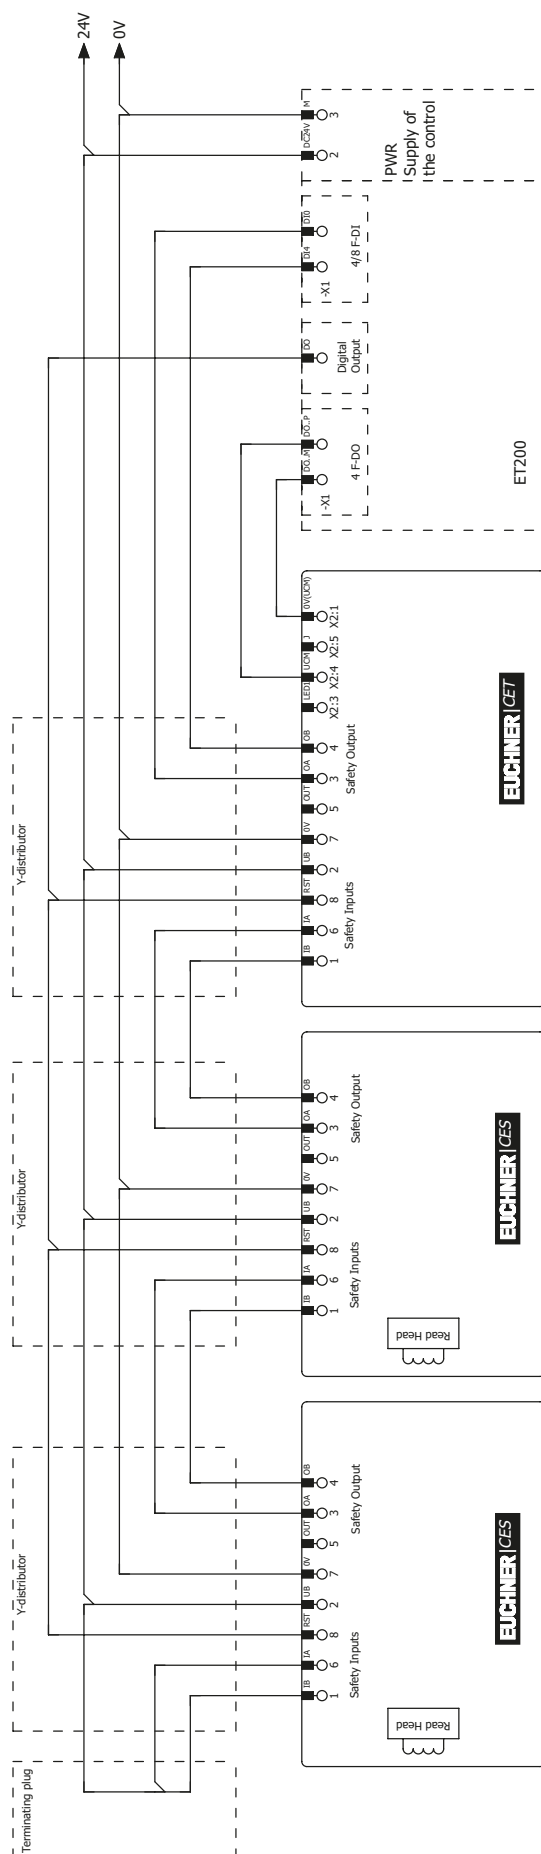 24V
0V
M
3
DC24V
2
PWR
Supply of
the control
DI0
DI4
-X1
4/8 F-DI
DO
Digital
Output
DO..P
DO..M
-X1
4 F-DO
ET200
0V(UCM)
X2:1
J
X2:5
UCM
X2:4
LED1
X2:3
OB
4
OA
3
Safety Output
OUT
5
0V
7
UB
2
RST
8
IA
6
IB
1
Safety Inputs
Y-distributor
EUCHNER|CET
OB
4
OA
3
Safety Output
OUT
5
0V
7
UB
2
RST
8
IA
6
IB
1
Safety Inputs
Y-distributor
EUCHNER|CES
Read Head
OB
4
OA
3
Safety Output
OUT
5
0V
7
UB
2
RST
8
IA
6
IB
1
Safety Inputs
Y-distributor
EUCHNER|CES
Read Head
Terminating plug